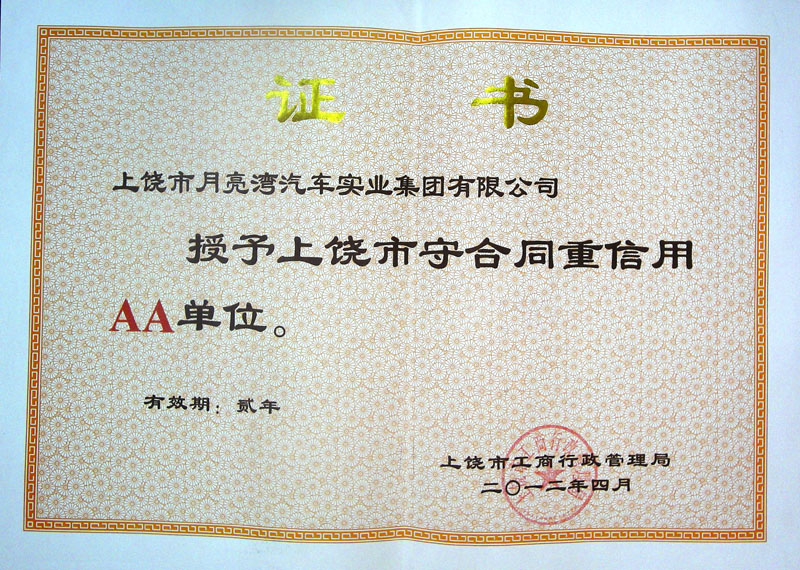 证 书
上饶市月亮湾汽车实业集团有限公司
授予上饶市守合同重信用
AA单位。
有效期：贰年
上饶市工商行政管理局
二〇一二年四月